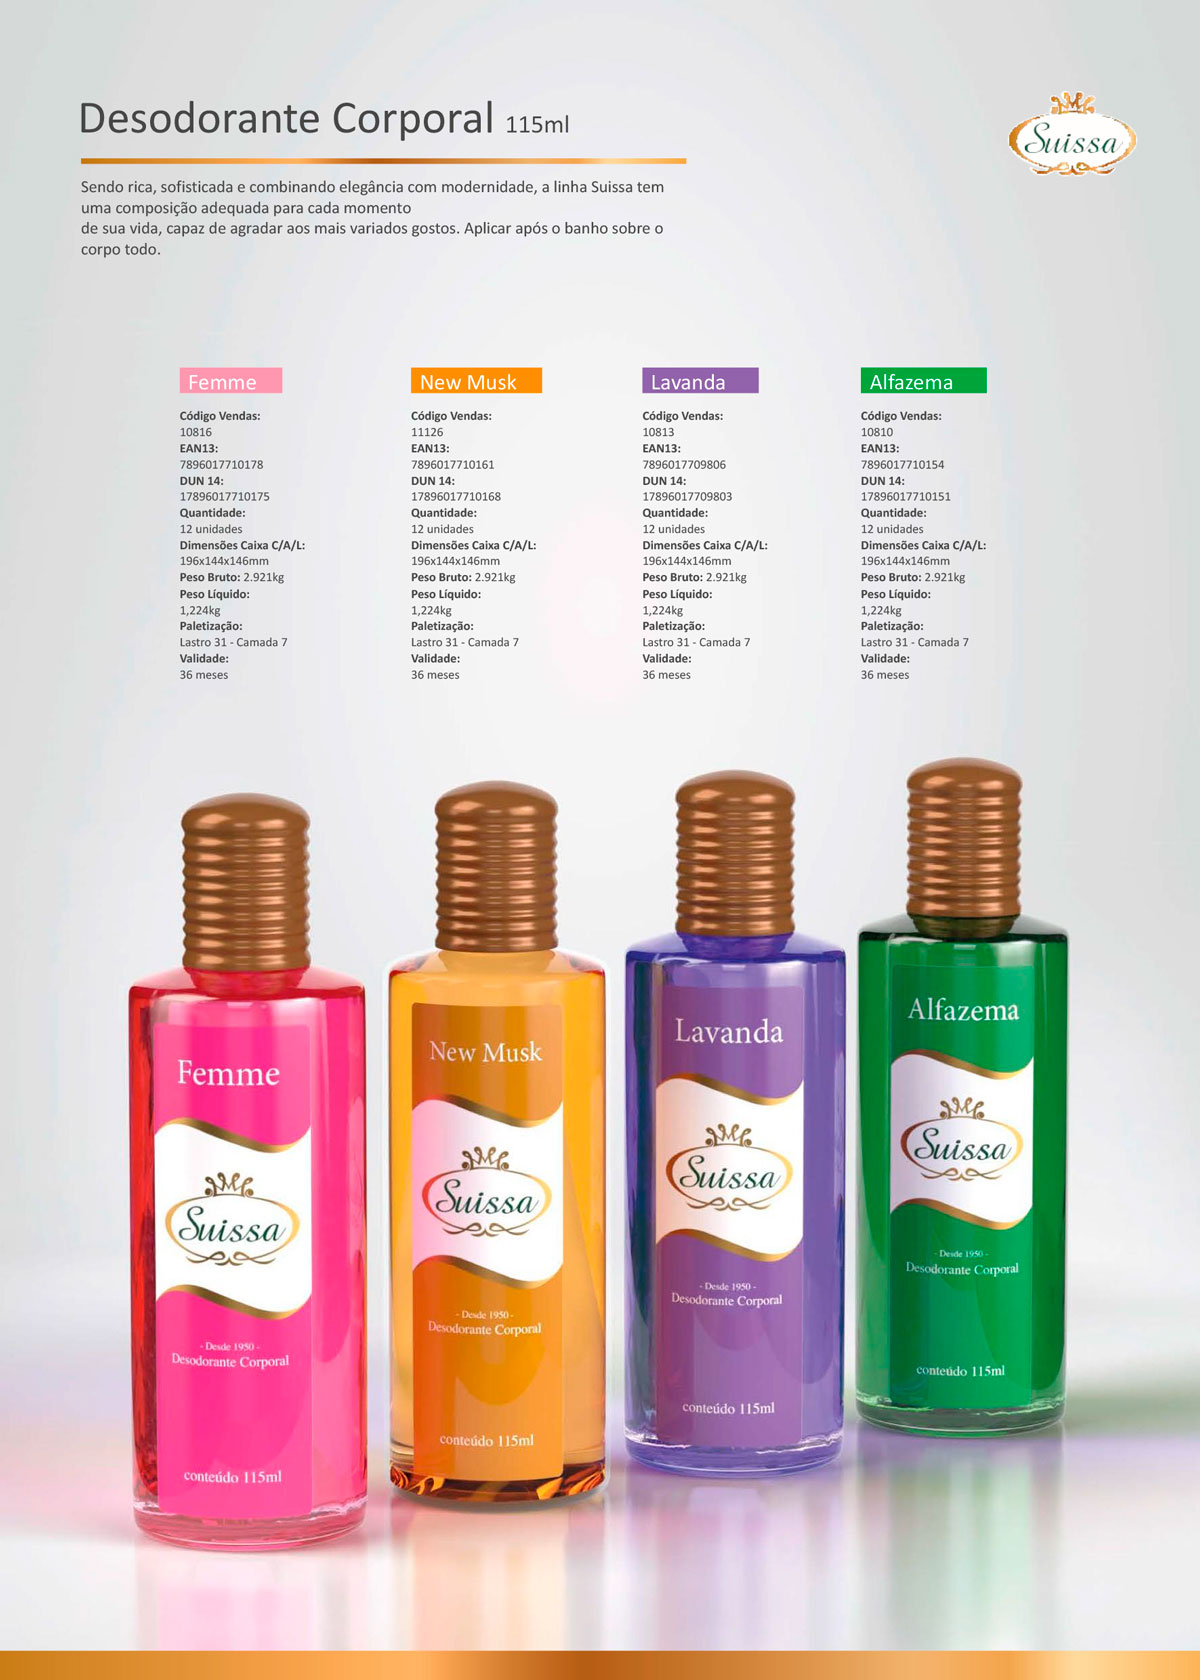 Desodorante Corporal 115ml
Suissa
Sendo rica, sofisticada e combinando elegância com modernidade, a linha Suissa tem
uma composição adequada para cada momento
de sua vida, capaz de agradar aos mais variados gostos. Aplicar após o banho sobre o
corpo todo.
Femme
Código Vendas:
10816
EAN13:
7896017710178
DUN 14:
17896017710175
Quantidade:
12 unidades
Dimensões Caixa C/A/L:
196x144x146mm
Peso Bruto: 2.921kg
Peso Líquido:
1,224kg
Paletização:
Lastro 31 - Camada 7
Validade:
36 meses
New Musk
Código Vendas:
11126
EAN13:
7896017710161
DUN 14:
17896017710168
Quantidade:
12 unidades
Dimensões Caixa C/A/L:
196x144x146mm
Peso Bruto: 2.921kg
Peso Líquido:
1,224kg
Paletização:
Lastro 31 - Camada 7
Validade:
36 meses
Lavanda
Código Vendas:
10813
EAN13:
7896017709806
DUN 14:
17896017709803
Quantidade:
12 unidades
Dimensões Caixa C/A/L:
196x144x146mm
Peso Bruto: 2.921kg
Peso Líquido:
1,224kg
Paletização:
Lastro 31 - Camada 7
Validade:
36 meses
Alfazema
Código Vendas:
10810
EAN13:
7896017710154
DUN 14:
17896017710151
Quantidade:
12 unidades
Dimensões Caixa C/A/L:
196x144x146mm
Peso Bruto: 2.921kg
Peso Líquido:
1,224kg
Paletização:
Lastro 31 - Camada 7
Validade:
36 meses
Femme
Suissa
- Desde 1950 -
Desodorante Corporal
conteúdo 115ml
New Musk
Suissa
- Desde 1950 -
Desodorante Corporal
conteúdo 115ml
Lavanda
Suissa
- Desde 1950 -
Desodorante Corporal
conteúdo 115ml
Alfazema
Suissa
- Desde 1950 -
Desodorante Corporal
conteúdo 115ml